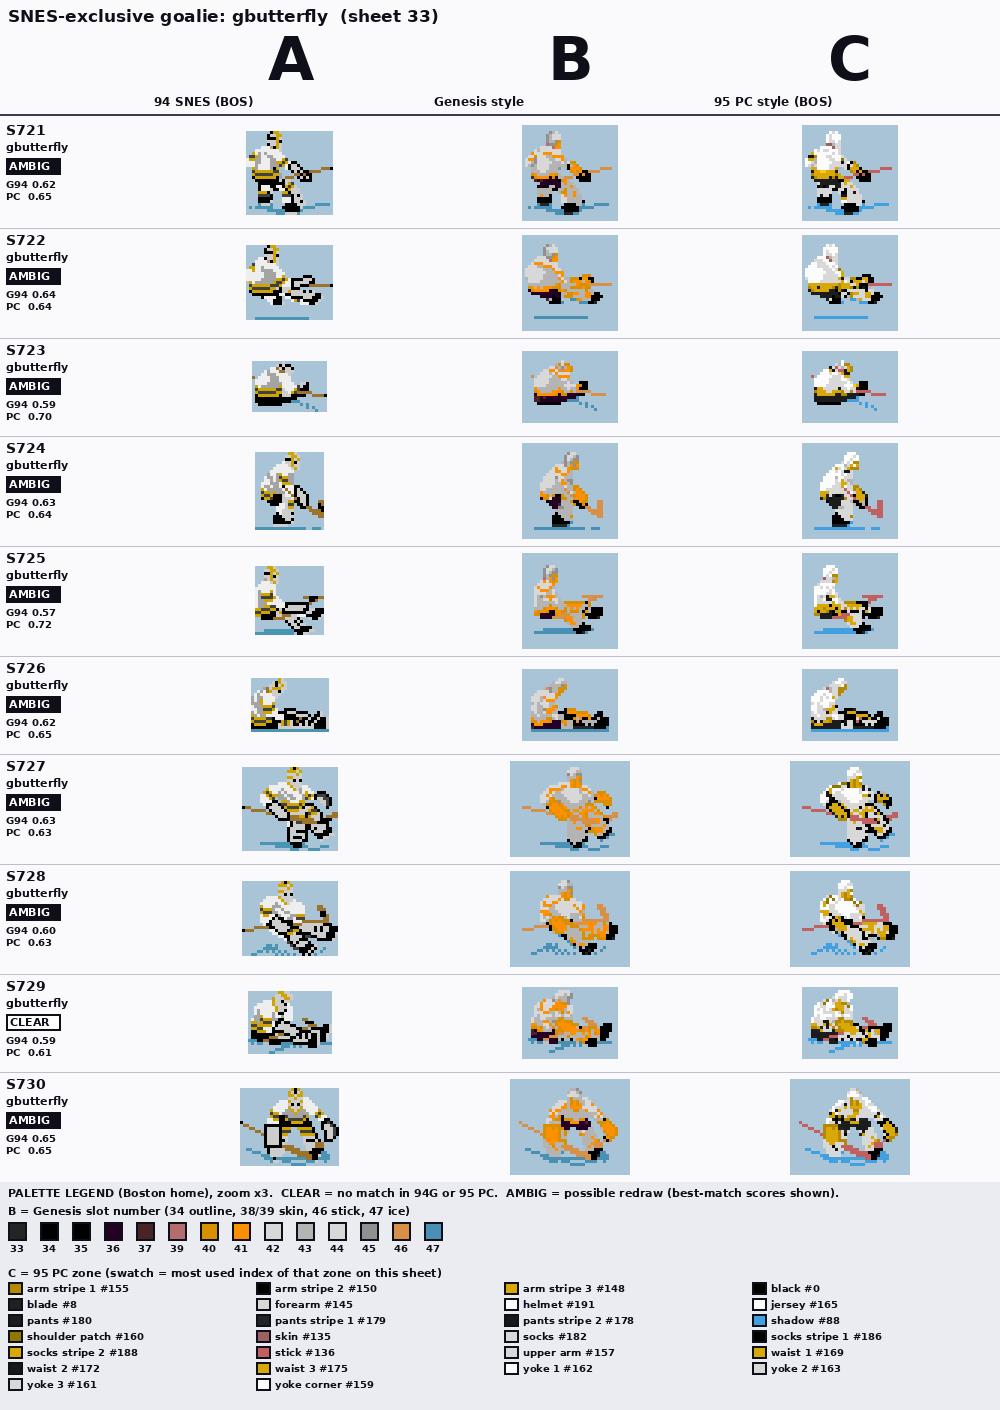 SNES-exclusive goalie: gbutterfly (sheet 33)
A B C
94 SNES (BOS) Genesis style 95 PC style (BOS)
S721
gbutterfly
AMBIG
G94 0.62
PC 0.65
S722
gbutterfly
AMBIG
G94 0.64
PC 0.64
S723
gbutterfly
AMBIG
G94 0.59
PC 0.70
S724
gbutterfly
AMBIG
G94 0.63
PC 0.64
S725
gbutterfly
AMBIG
G94 0.57
PC 0.72
S726
gbutterfly
AMBIG
G94 0.62
PC 0.65
S727
gbutterfly
AMBIG
G94 0.63
PC 0.63
S728
gbutterfly
AMBIG
G94 0.60
PC 0.63
S729
gbutterfly
CLEAR
G94 0.59
PC 0.61
S730
gbutterfly
AMBIG
G94 0.65
PC 0.65
PALETTE LEGEND (Boston home), zoom x3. CLEAR = no match in 94G or 95 PC. AMBIG = possible redraw (best-match scores shown).
B = Genesis slot number (34 outline, 38/39 skin, 46 stick, 47 ice)
33 34 35 36 37 39 40 41 42 43 44 45 46 47
C = 95 PC zone (swatch = most used index of that zone on this sheet)
arm stripe 1 #155 arm stripe 2 #150 arm stripe 3 #148 black #0
blade #8 forearm #145 helmet #191 jersey #165
pants #180 pants stripe 1 #179 pants stripe 2 #178 shadow #88
shoulder patch #160 skin #135 socks #182 socks stripe 1 #186
socks stripe 2 #188 stick #136 upper arm #157 waist 1 #169
waist 2 #172 waist 3 #175 yoke 1 #162 yoke 2 #163
yoke 3 #161 yoke corner #159